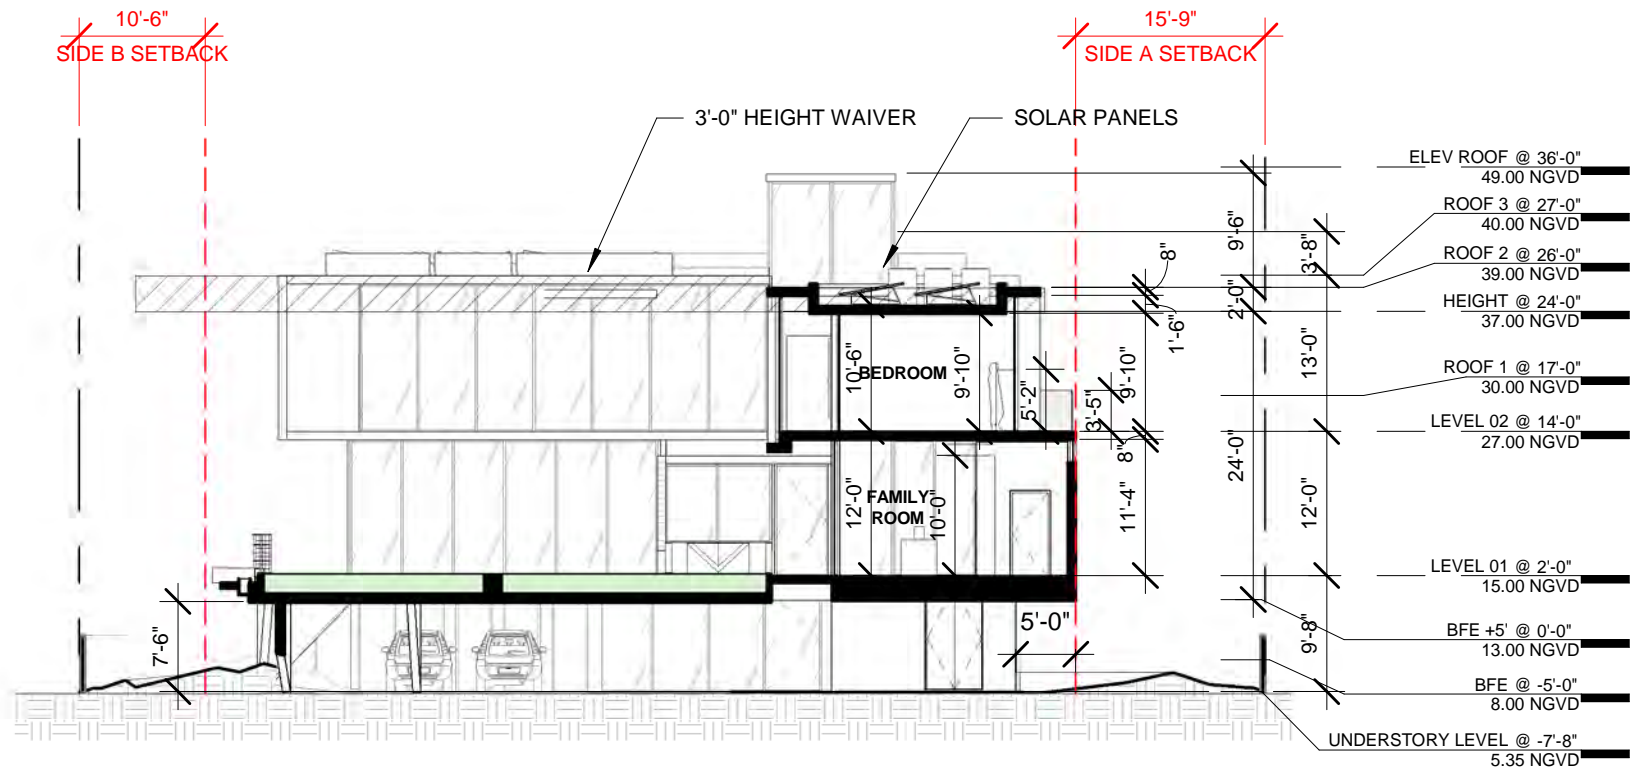 10'-6"
SIDE B SETBACK
15'-9"
SIDE A SETBACK
3'-0" HEIGHT WAIVER
SOLAR PANELS
ELEV ROOF @ 36'-0"
49.00 NGVD
ROOF 3 @ 27'-0"
40.00 NGVD
ROOF 2 @ 26'-0"
39.00 NGVD
HEIGHT @ 24'-0"
37.00 NGVD
ROOF 1 @ 17'-0"
30.00 NGVD
LEVEL 02 @ 14'-0"
27.00 NGVD
LEVEL 01 @ 2'-0"
15.00 NGVD
BFE +5' @ 0'-0"
13.00 NGVD
BFE @ -5'-0"
8.00 NGVD
UNDERSTORY LEVEL @ -7'-8"
5.35 NGVD
9'-6"
3'-8"
8"
2'-0"
1'-6"
13'-0"
10'-6"
BEDROOM
9'-10"
5'-2"
3'-5"
9'-10"
8"
24'-0"
12'-0"
FAMILY
ROOM
10'-0"
11'-4"
12'-0"
7'-6"
5'-0"
9'-8"